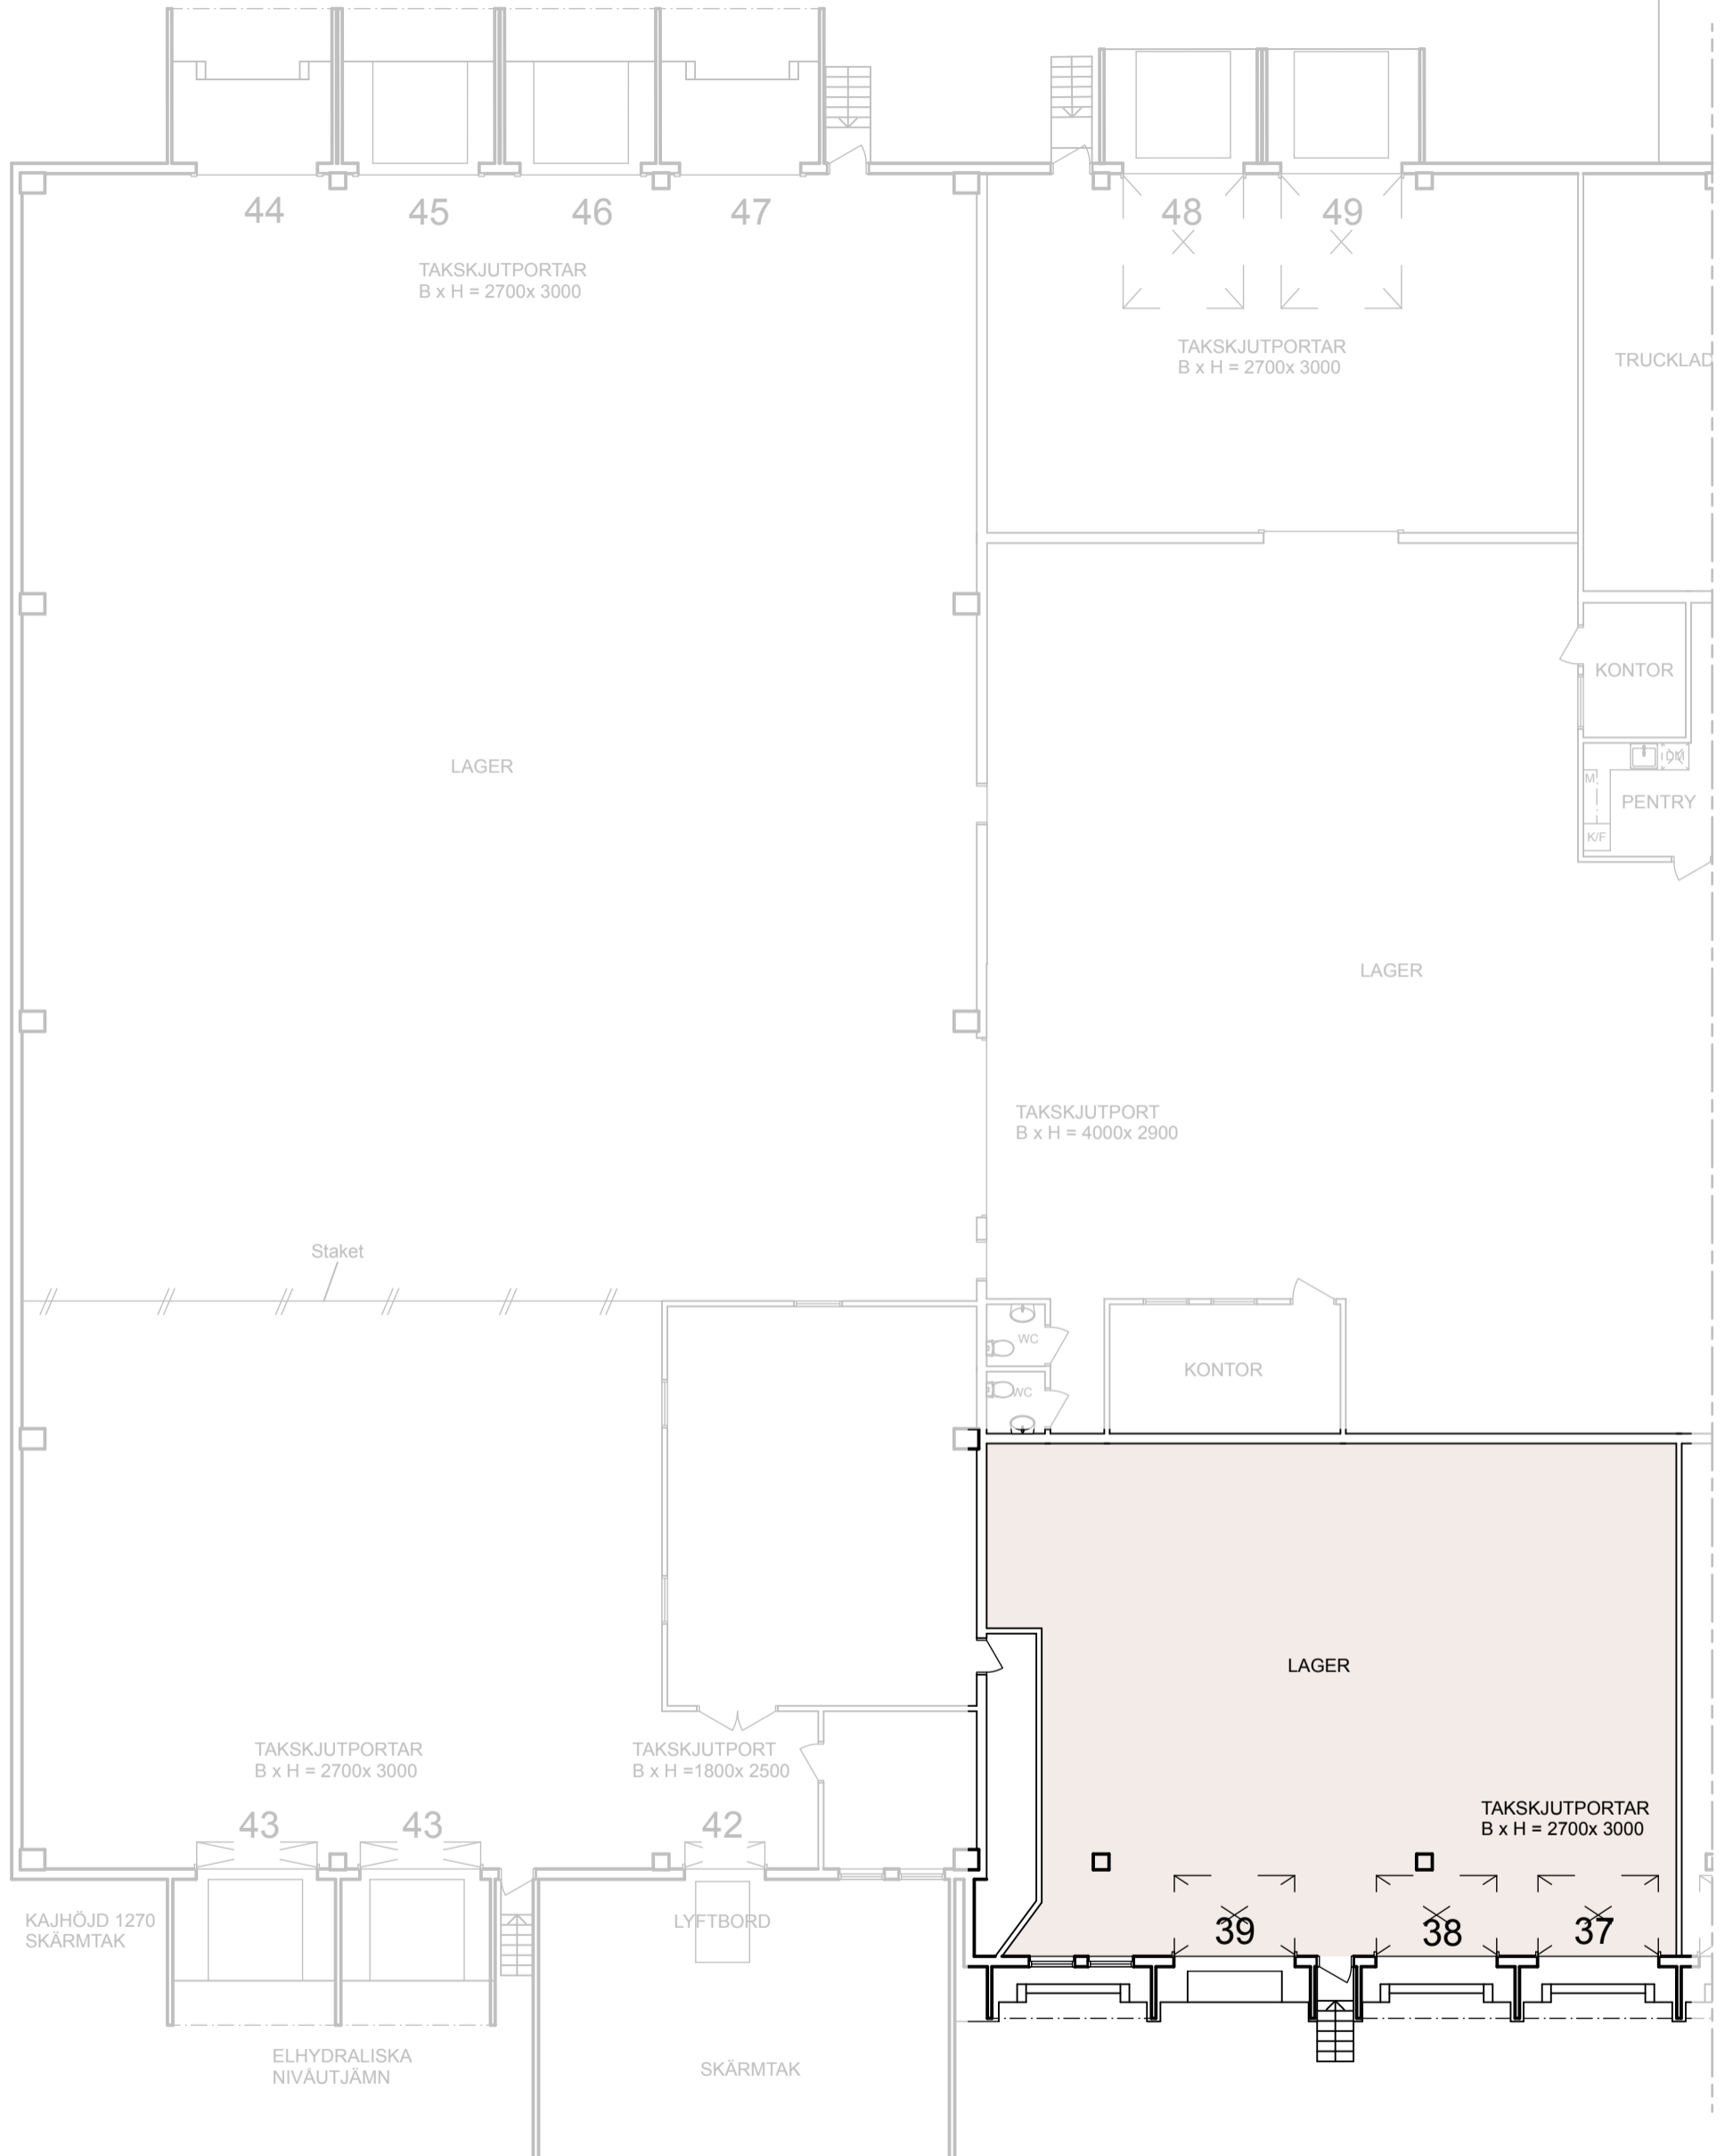 44
45
46
47
48
49
TAKSKJUTPORTAR
B x H = 2700x 3000
TAKSKJUTPORTAR
B x H = 2700x 3000
TRUCKLAD
KONTOR
LAGER
DM
M
PENTRY
K/F
LAGER
TAKSKJUTPORT
B x H = 4000x 2900
Staket
WC
WC
KONTOR
LAGER
TAKSKJUTPORTAR
B x H = 2700x 3000
TAKSKJUTPORT
B x H =1800x 2500
TAKSKJUTPORTAR
B x H = 2700x 3000
43
43
42
39
38
37
KAJHÖJD 1270
SKÄRMTAK
LYFTBORD
ELHYDRALISKA
NIVÅUTJÄMN
SKÄRMTAK